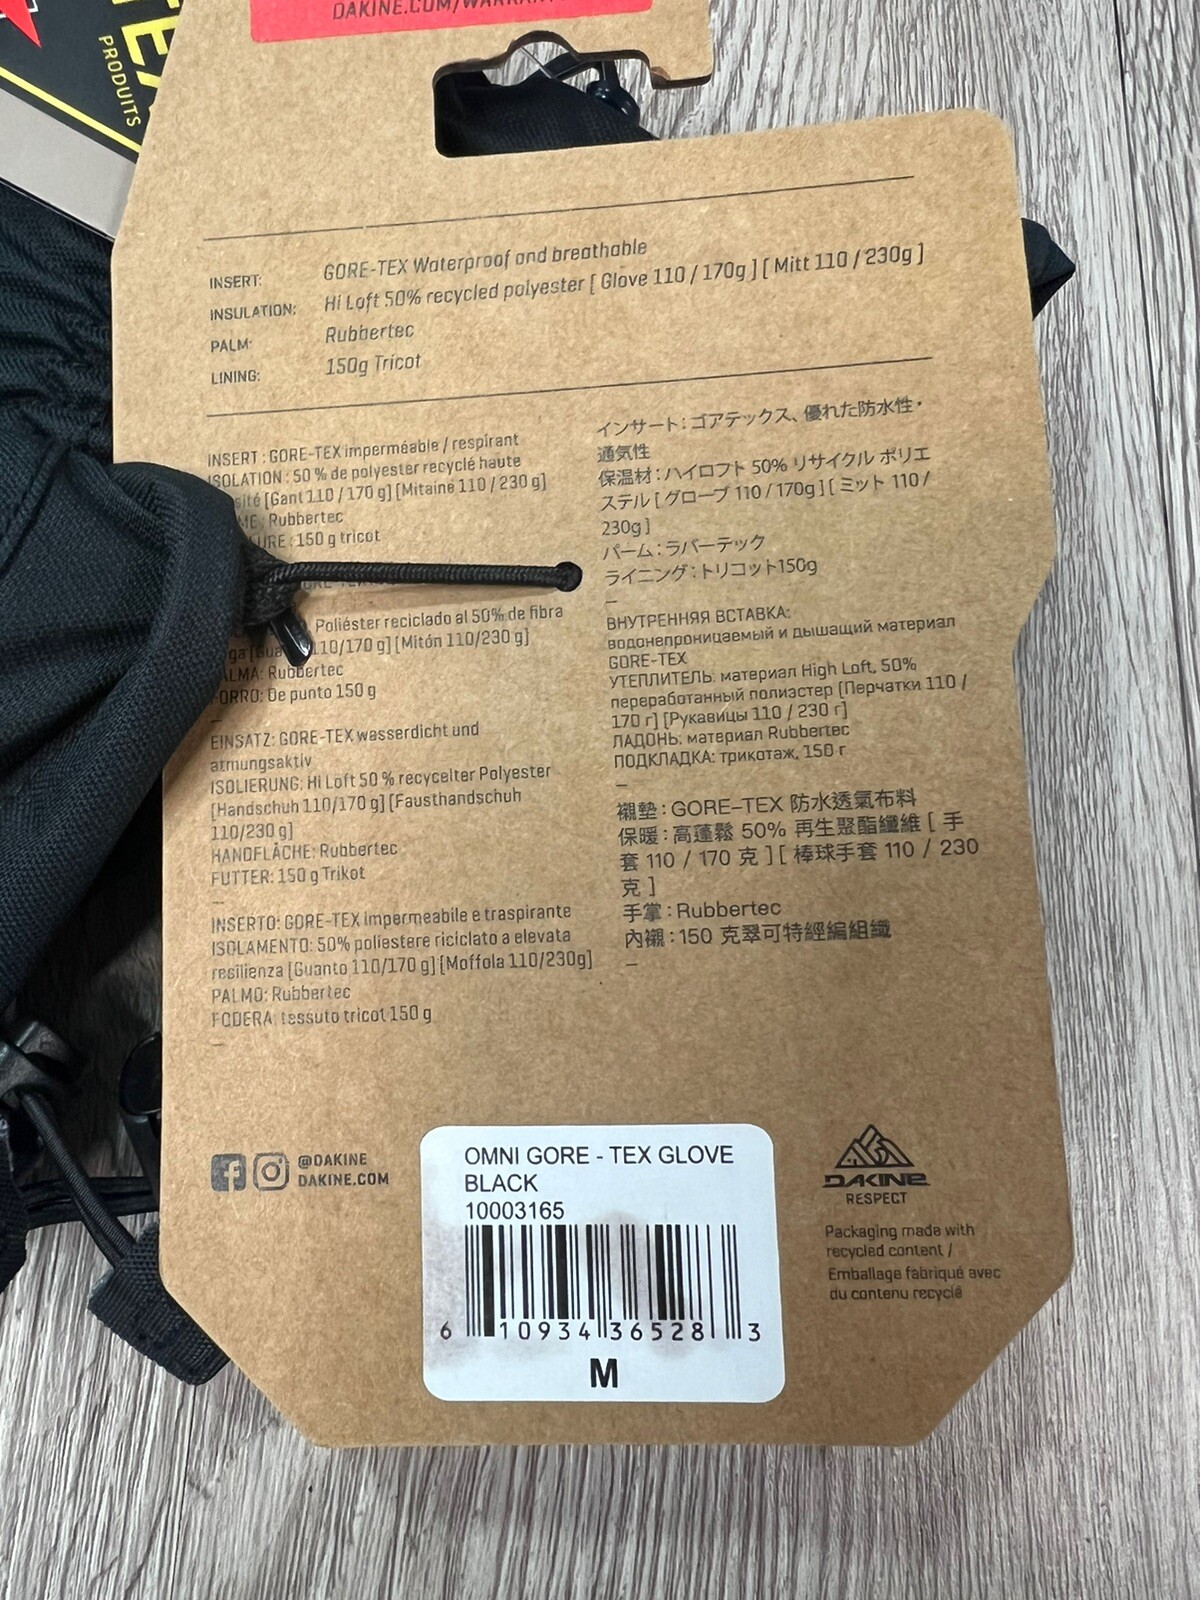 DAKINE.COM/WARRAN
TEX
PRODUITS
INSERT: GORE-TEX Waterproof and breathable
INSULATION: Hi Loft 50% recycled polyester [ Glove 110 / 170g ] [ Mitt 110 / 230g ]
PALM: Rubbertec
LINING: 150g Tricot
INSERT : GORE-TEX imperméable / respirant
ISOLATION : 50 % de polyester recyclé haute
[Gant 110 / 170 g] [Mitaine 110 / 230 g]
Rubbertec
150 g tricot
Poliéster reciclado al 50% de fibra
110/170 g] [Mitón 110/230 g]
PALMA: Rubbertec
FORRO: De punto 150 g
–
EINSATZ: GORE-TEX wasserdicht und
atmungsaktiv
ISOLIERUNG: Hi Loft 50 % recycelter Polyester
[Handschuh 110/170 g] [Fausthandschuh
110/230 g]
HANDFLÄCHE: Rubbertec
FUTTER: 150 g Trikot
–
INSERTO: GORE-TEX impermeabile e traspirante
ISOLAMENTO: 50% poliestere riciclato a elevata
resilienza [Guanto 110/170 g] [Moffola 110/230g]
PALMO: Rubbertec
FODERA: tessuto tricot 150 g
–
インサート：ゴアテックス、優れた防水性・
通気性
保温材：ハイロフト 50% リサイクル ポリエ
ステル [ グローブ 110 / 170g ] [ ミット 110 /
230g ]
パーム：ラバーテック
ライニング：トリコット150g
–
ВНУТРЕННЯЯ ВСТАВКА:
водонепроницаемый и дышащий материал
GORE-TEX
УТЕПЛИТЕЛЬ: материал High Loft, 50%
переработанный полиэстер [Перчатки 110 /
170 г] [Рукавицы 110 / 230 г]
ЛАДОНЬ: материал Rubbertec
ПОДКЛАДКА: трикотаж, 150 г
–
襯墊：GORE-TEX 防水透氣布料
保暖：高蓬鬆 50% 再生聚酯纖維 [ 手
套 110 / 170 克 ] [ 棒球手套 110 / 230
克 ]
手掌：Rubbertec
內襯：150 克翠可特經編組織
–
@DAKINE
DAKINE.COM
OMNI GORE - TEX GLOVE
BLACK
10003165
6 10934 36528 3
M
DAKINE
RESPECT
Packaging made with
recycled content /
Emballage fabriqué avec
du contenu recyclé